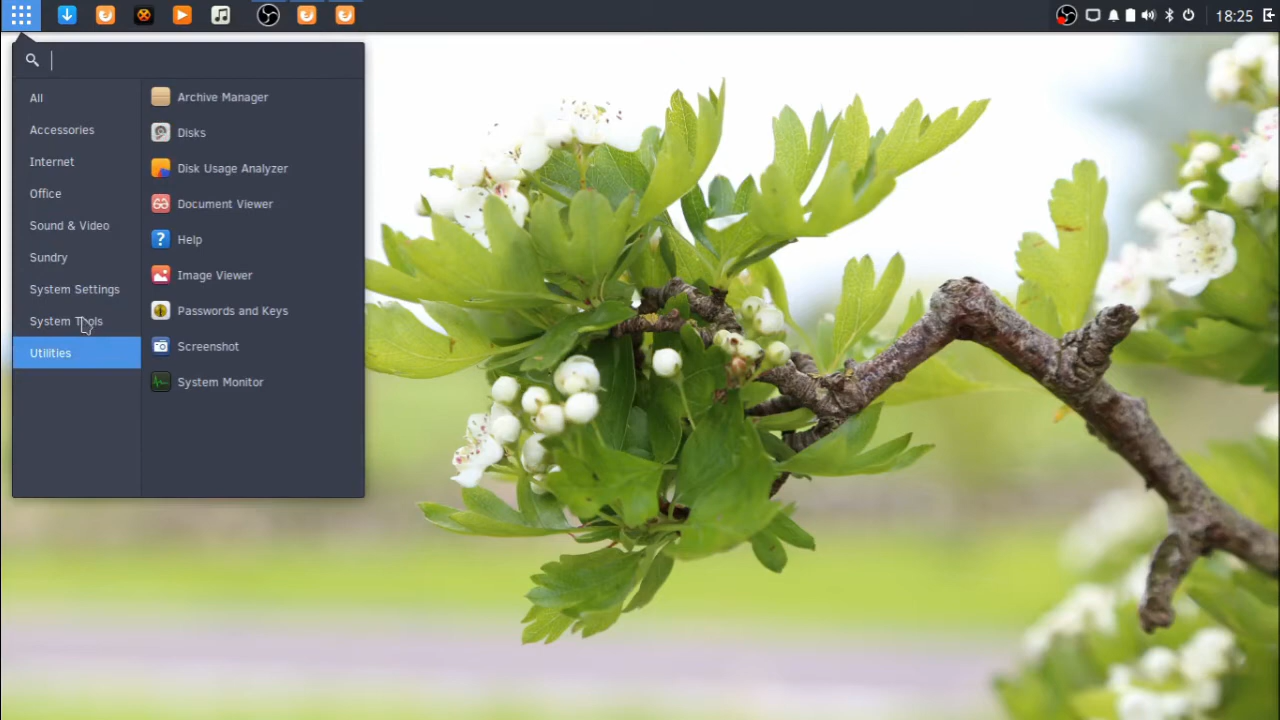 18:25
All
Accessories
Internet
Office
Sound & Video
Sundry
System Settings
System Tools
Utilities
Archive Manager
Disks
Disk Usage Analyzer
Document Viewer
Help
Image Viewer
Passwords and Keys
Screenshot
System Monitor